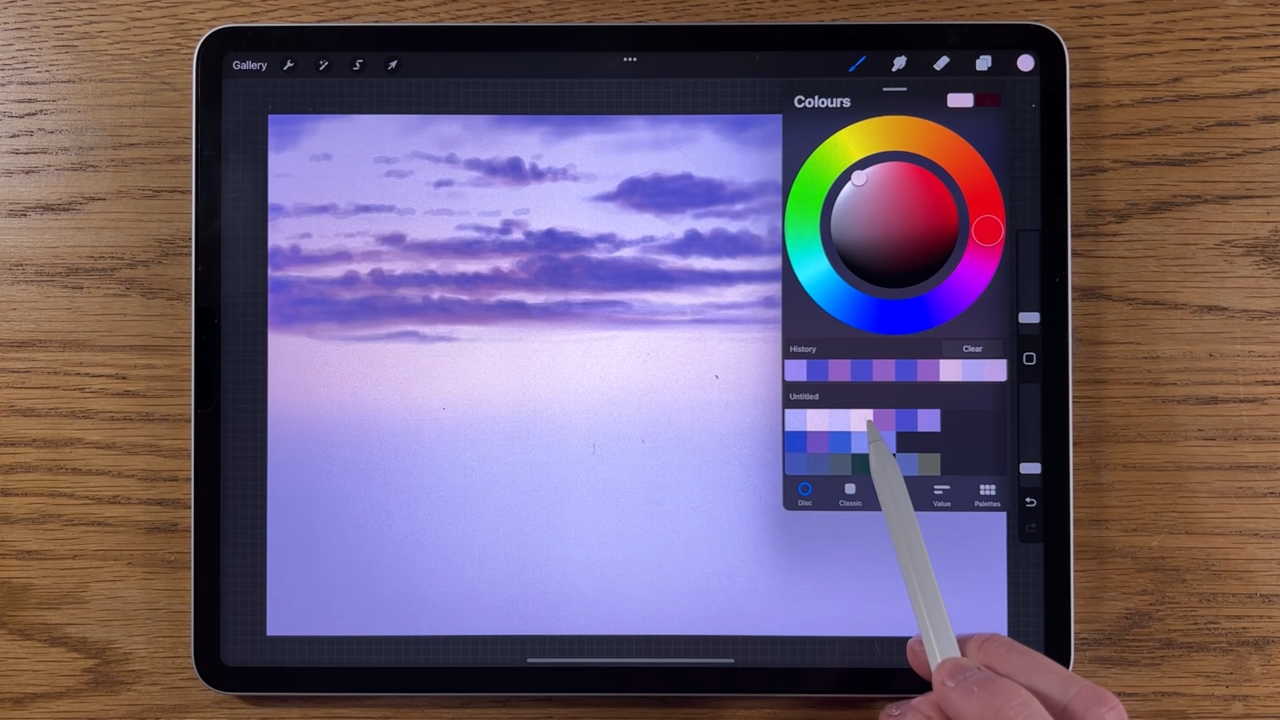 Gallery
Colours
History Clear
Untitled
Disc Classic Value Palettes